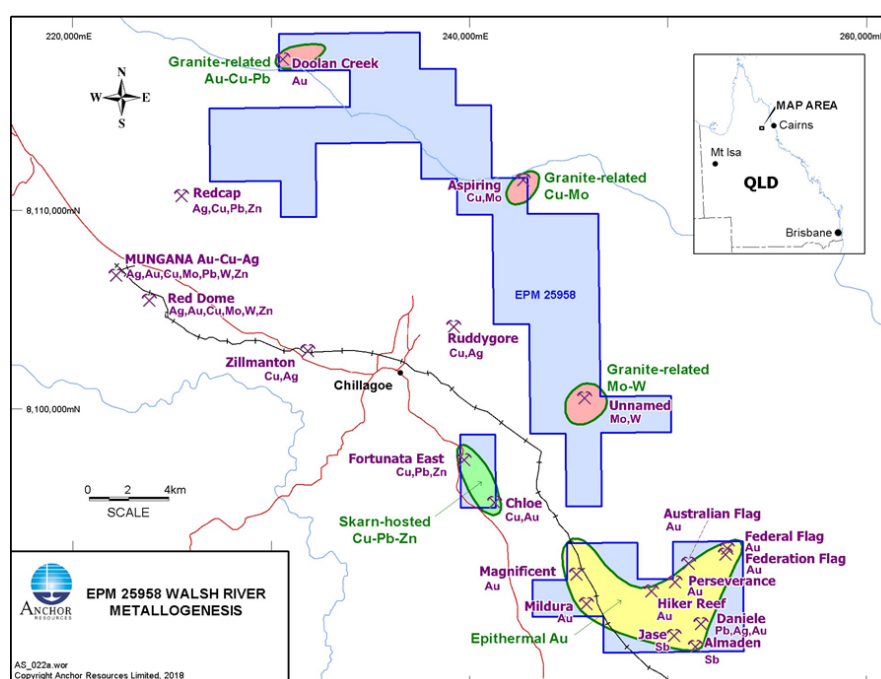 220,000mE
240,000mE
260,000mE
Granite-related
Au-Cu-Pb
Doolan Creek
Au
N
W E
S
MAP AREA
Cairns
Mt Isa
QLD
Brisbane
Redcap
Ag,Cu,Pb,Zn
Aspiring
Cu,Mo
Granite-related
Cu-Mo
8,110,000mN
MUNGANA Au-Cu-Ag
Ag,Au,Cu,Mo,Pb,W,Zn
Red Dome
Ag,Au,Cu,Mo,W,Zn
EPM 25958
Zillmanton
Cu,Ag
Ruddygore
Cu,Ag
Chillagoe
Granite-related
Mo-W
Unnamed
Mo,W
8,100,000mN
Fortunata East
Cu,Pb,Zn
Chloe
Cu,Au
Skarn-hosted
Cu-Pb-Zn
0 2 4km
SCALE
Australian Flag
Au
Federal Flag
Au
Federation Flag
Au
Magnificent
Au
Perseverance
Au
Hiker Reef
Au
Mildura
Au
Daniele
Pb,Ag,Au
Epithermal Au
Jase
Sb
Almaden
Sb
ANCHOR
RESOURCES
EPM 25958 WALSH RIVER
METALLOGENESIS
AS_022a.wor
Copyright Anchor Resources Limited, 2018